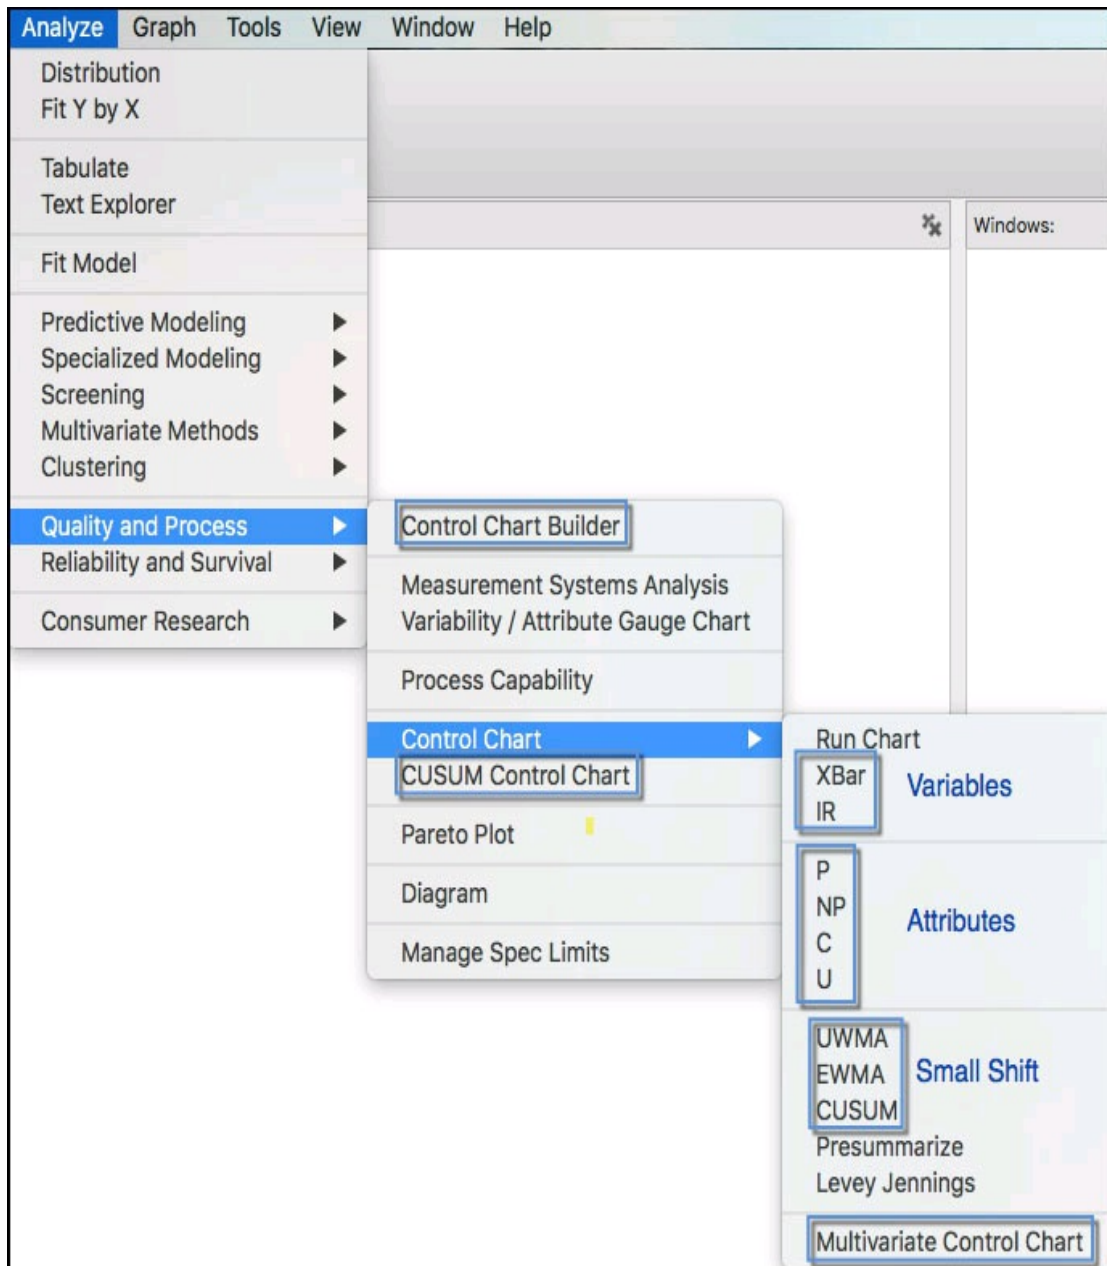 Analyze Graph Tools View Window Help
Distribution
Fit Y by X
Tabulate
Text Explorer
Windows:
Fit Model
Predictive Modeling
Specialized Modeling
Screening
Multivariate Methods
Clustering
Quality and Process
Reliability and Survival
Consumer Research
Control Chart Builder
Measurement Systems Analysis
Variability / Attribute Gauge Chart
Process Capability
Control Chart
CUSUM Control Chart
Pareto Plot
Diagram
Manage Spec Limits
Run Chart
XBar
IR
Variables
P
NP
C
U
Attributes
UWMA
EWMA
CUSUM
Small Shift
Presummarize
Levey Jennings
Multivariate Control Chart